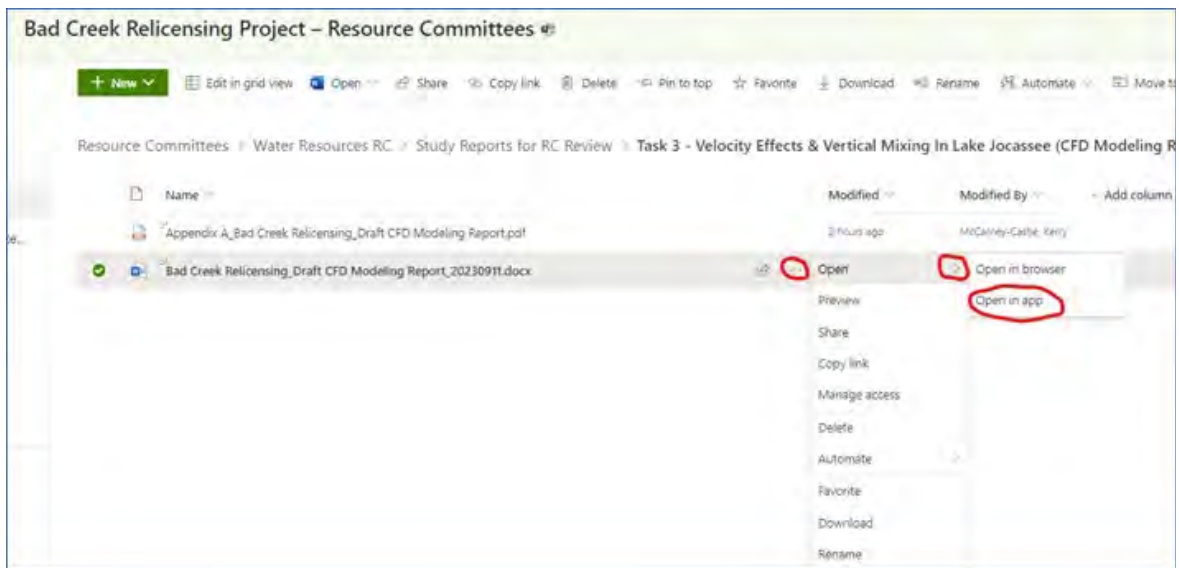 Bad Creek Relicensing Project – Resource Committees
+ New Edit in grid view Open Share Copy link Delete Pin to top Favorite Download Rename Automate Move to
Resource Committees > Water Resources RC > Study Reports for RC Review > Task 3 - Velocity Effects & Vertical Mixing In Lake Jocassee (CFD Modeling R
Name Modified Modified By + Add column
Appendix A_Bad Creek Relicensing_Draft CFD Modeling Report.pdf 2 hours ago McCarney-Castle, Kerry
Bad Creek Relicensing_Draft CFD Modeling Report_20230911.docx Open Open in browser
Preview Open in app
Share
Copy link
Manage access
Delete
Automate
Favorite
Download
Rename